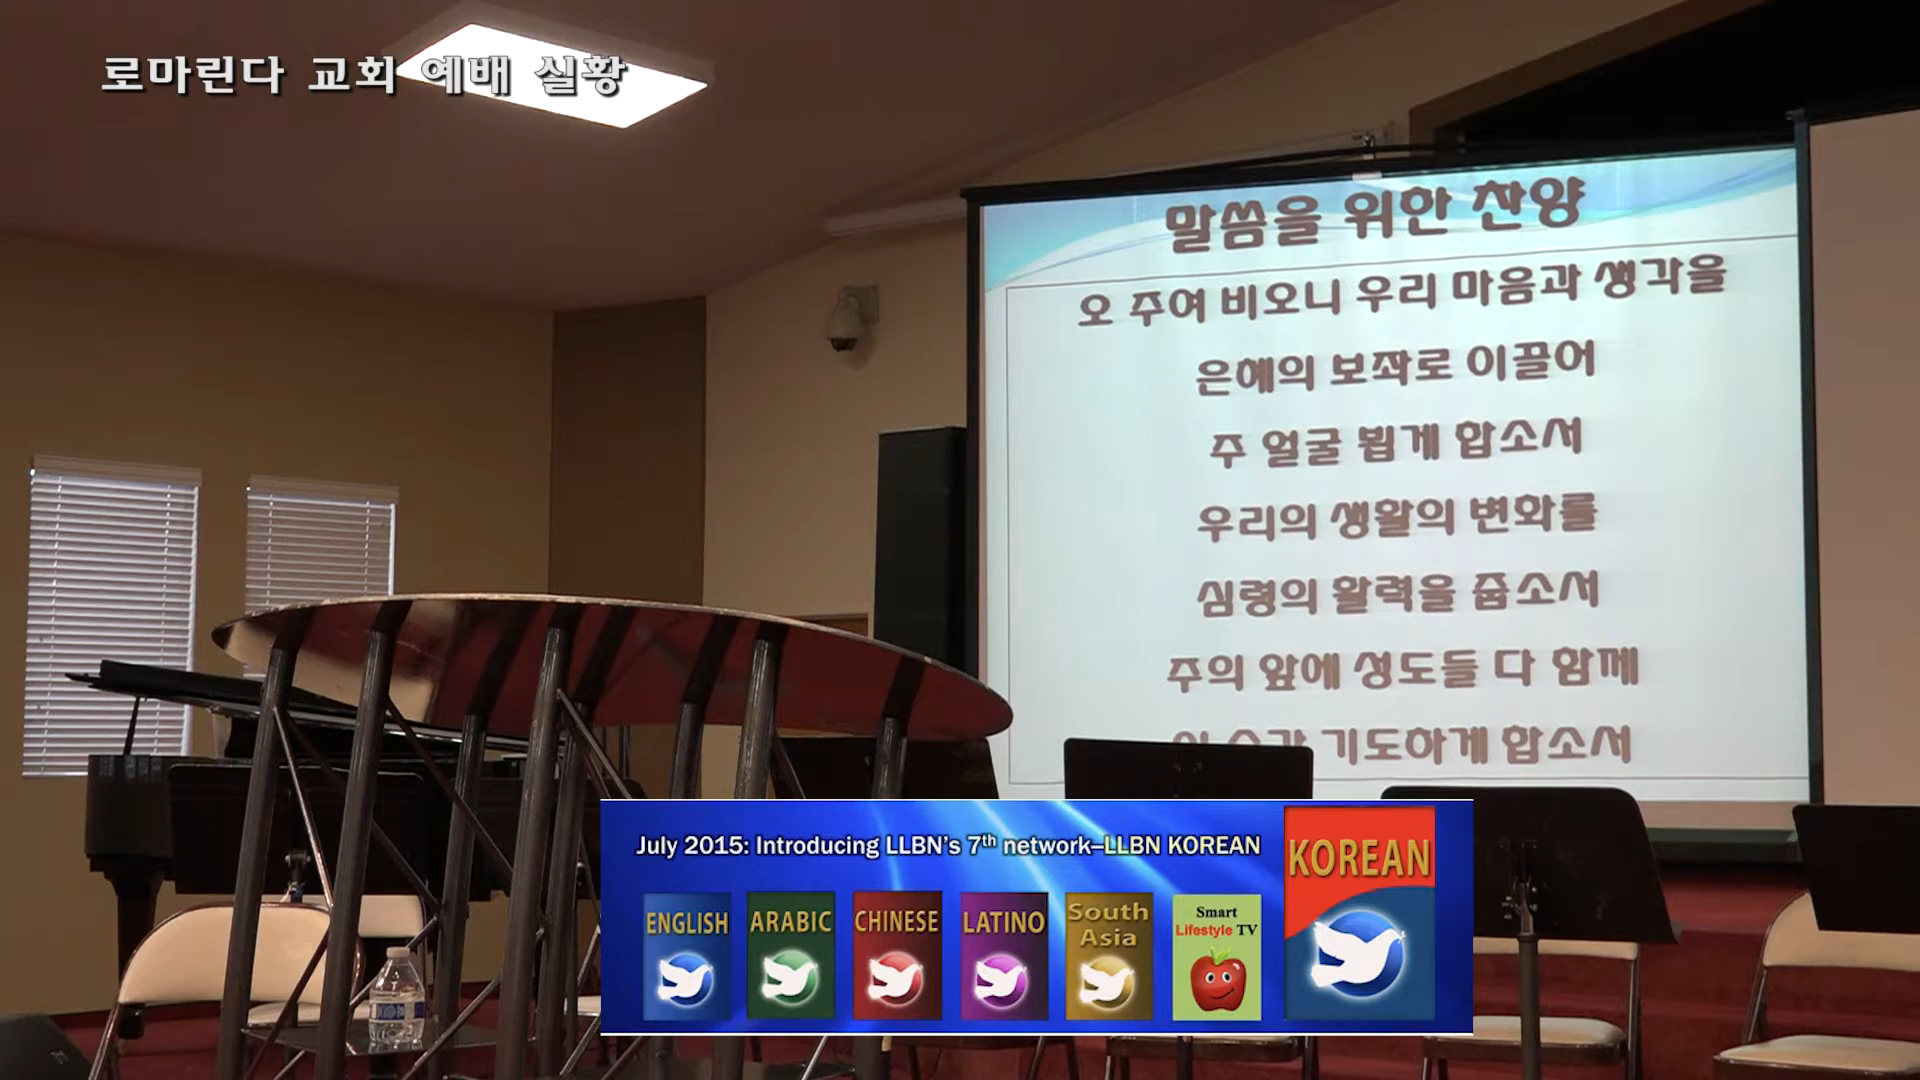 로마린다 교회 예배 실황
말씀을 위한 찬양
오 주여 비오니 우리 마음과 생각을
은혜의 보좌로 이끌어
주 얼굴 뵙게 합소서
우리의 생활의 변화를
심령의 활력을 줍소서
주의 앞에 성도들 다 함께
기도하게 합소서
July 2015: Introducing LLBN's 7th network–LLBN KOREAN
KOREAN
ENGLISH
ARABIC
CHINESE
LATINO
South
Asia
Smart
Lifestyle TV